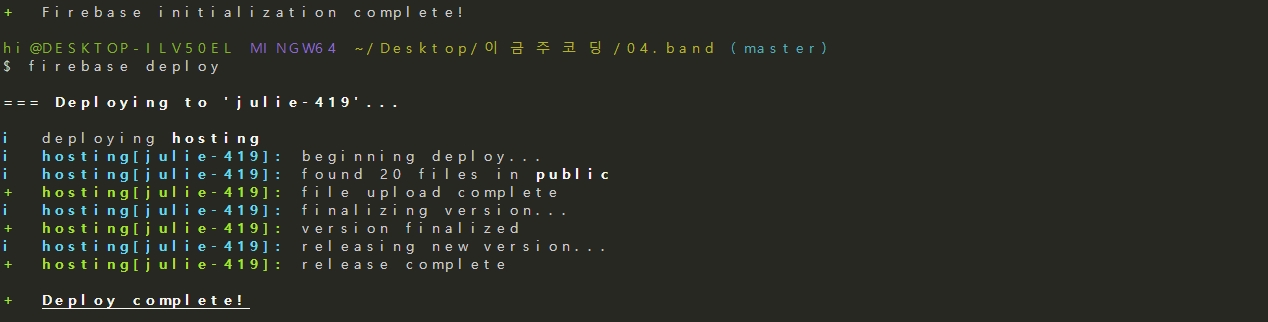 + Firebase initialization complete!
hi@DESKTOP-ILV50EL MINGW64 ~/Desktop/이금주코딩/04.band (master)
$ firebase deploy
=== Deploying to 'julie-419'...
i deploying hosting
i hosting[julie-419]: beginning deploy...
i hosting[julie-419]: found 20 files in public
+ hosting[julie-419]: file upload complete
i hosting[julie-419]: finalizing version...
+ hosting[julie-419]: version finalized
i hosting[julie-419]: releasing new version...
+ hosting[julie-419]: release complete
+ Deploy complete!